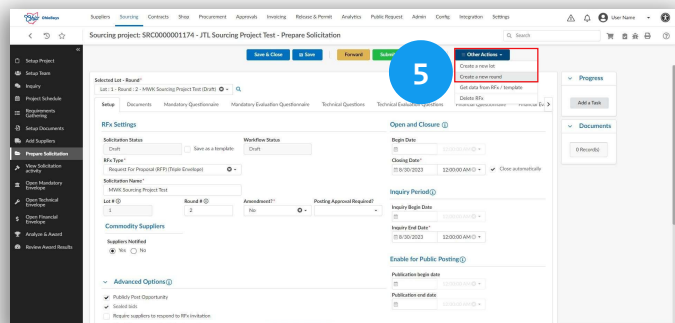 OhioBuys
Suppliers Sourcing Contracts Shop Procurement Approvals Invoicing Release & Permit Analytics Public Request Admin Config Integration Settings
User Name
Sourcing project: SRC0000001174 - JTL Sourcing Project Test - Prepare Solicitation
Search
Save & Close Save Forward Submit Other Actions
5
Create a new lot
Create a new round
Get data from RFx / template
Delete RFx
Setup Project
Setup Team
Inquiry
Project Schedule
Requirements Gathering
Setup Documents
Add Suppliers
Prepare Solicitation
View Solicitation activity
Open Mandatory Envelope
Open Technical Envelope
Open Financial Envelope
Analyze & Award
Review Award Results
Selected Lot - Round*
Lot : 1 - Round : 2 - MWK Sourcing Project Test (Draft)
Setup Documents Mandatory Questionnaire Mandatory Evaluation Questionnaire Technical Questions Technical Evaluation Questions
RFx Settings
Solicitation Status Workflow Status
Draft Save as a template Draft
RFx Type*
Request For Proposal (RFP) (Triple Envelope)
Solicitation Name*
MWK Sourcing Project Test
Lot # Round # Amendment?* Posting Approval Required?
1 2 No
Commodity Suppliers
Suppliers Notified
Yes No
Advanced Options
Publicly Post Opportunity
Sealed bids
Require suppliers to respond to RFx invitation
Open and Closure
Begin Date
Closing Date*
8/30/2023 12:00:00 AM Close automatically
Inquiry Period
Inquiry Begin Date
Inquiry End Date*
8/30/2023 12:00:00 AM
Enable for Public Posting
Publication begin date
Publication end date
Progress
Add a Task
Documents
0 Record(s)